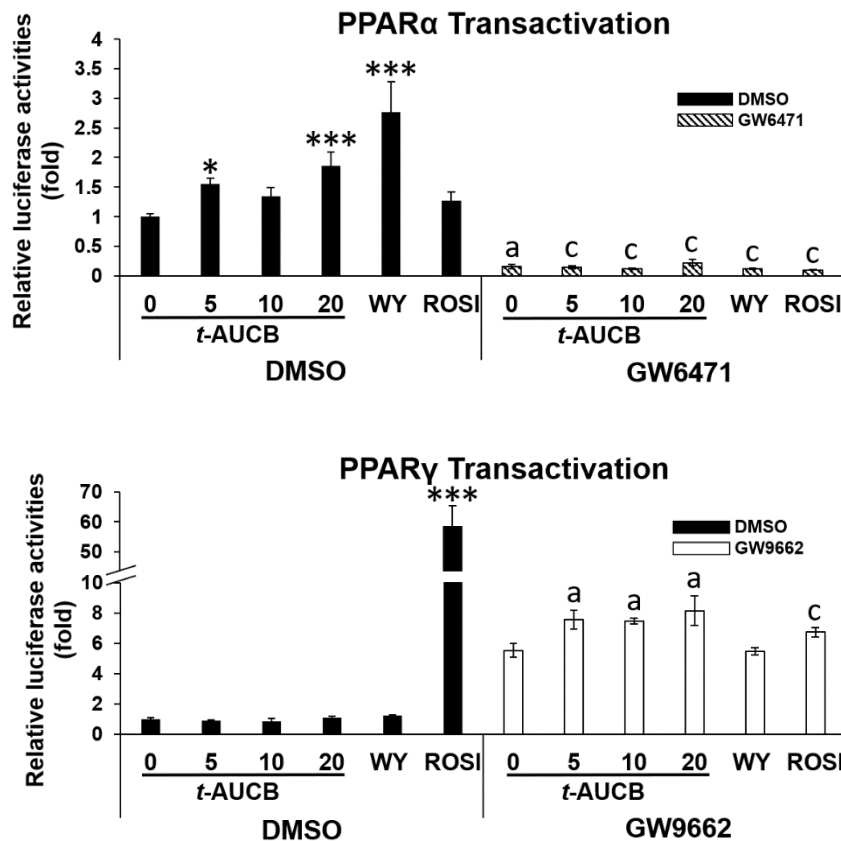 PPARα Transactivation
Relative luciferase activities
(fold)
4
3.5
3
2.5
2
1.5
1
0.5
0
*
***
***
DMSO
GW6471
a
c
c
c
c
c
0 5 10 20 WY ROSI 0 5 10 20 WY ROSI
t-AUCB t-AUCB
DMSO GW6471
PPARγ Transactivation
Relative luciferase activities
(fold)
70
60
50
10
8
6
4
2
0
***
DMSO
GW9662
a
a
a
c
0 5 10 20 WY ROSI 0 5 10 20 WY ROSI
t-AUCB t-AUCB
DMSO GW9662